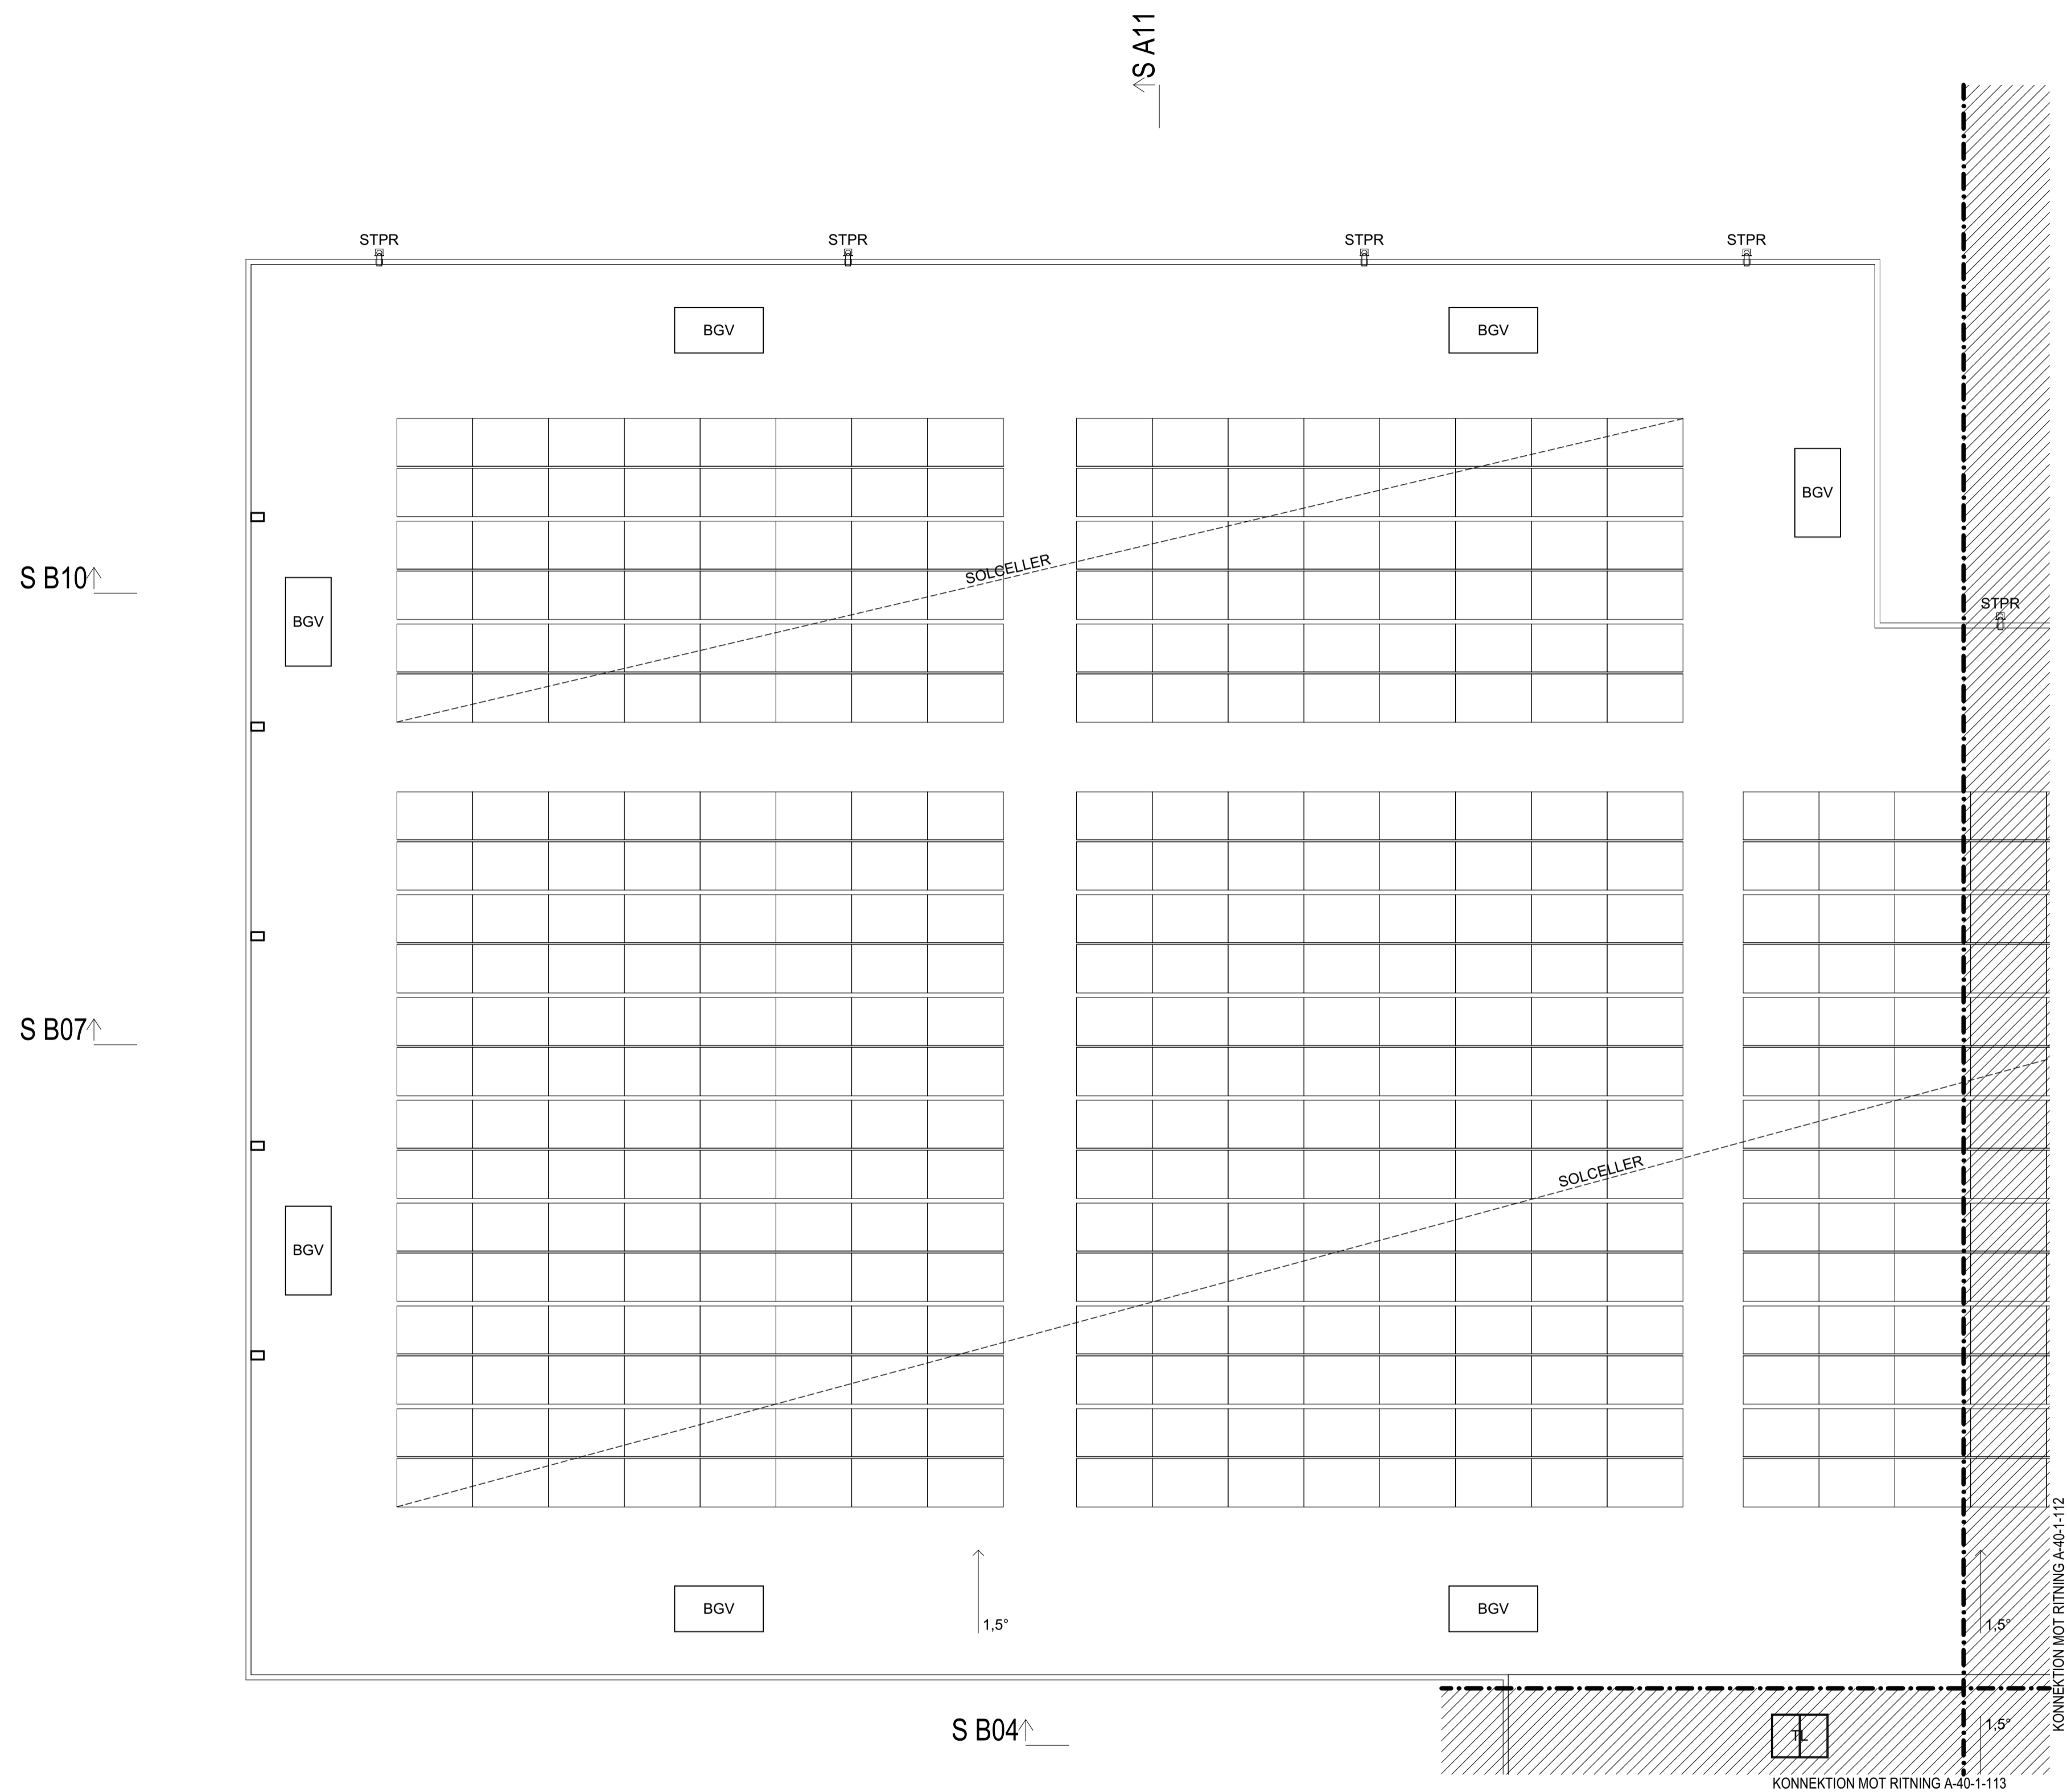 S A11
STPR
STPR
STPR
STPR
BGV
BGV
BGV
SOLCELLER
S B10
BGV
STPR
S B07
SOLCELLER
BGV
BGV
1,5°
BGV
1,5°
KONNEKTION MOT RITNING A-40-1-112
S B04
TL
1,5°
KONNEKTION MOT RITNING A-40-1-113